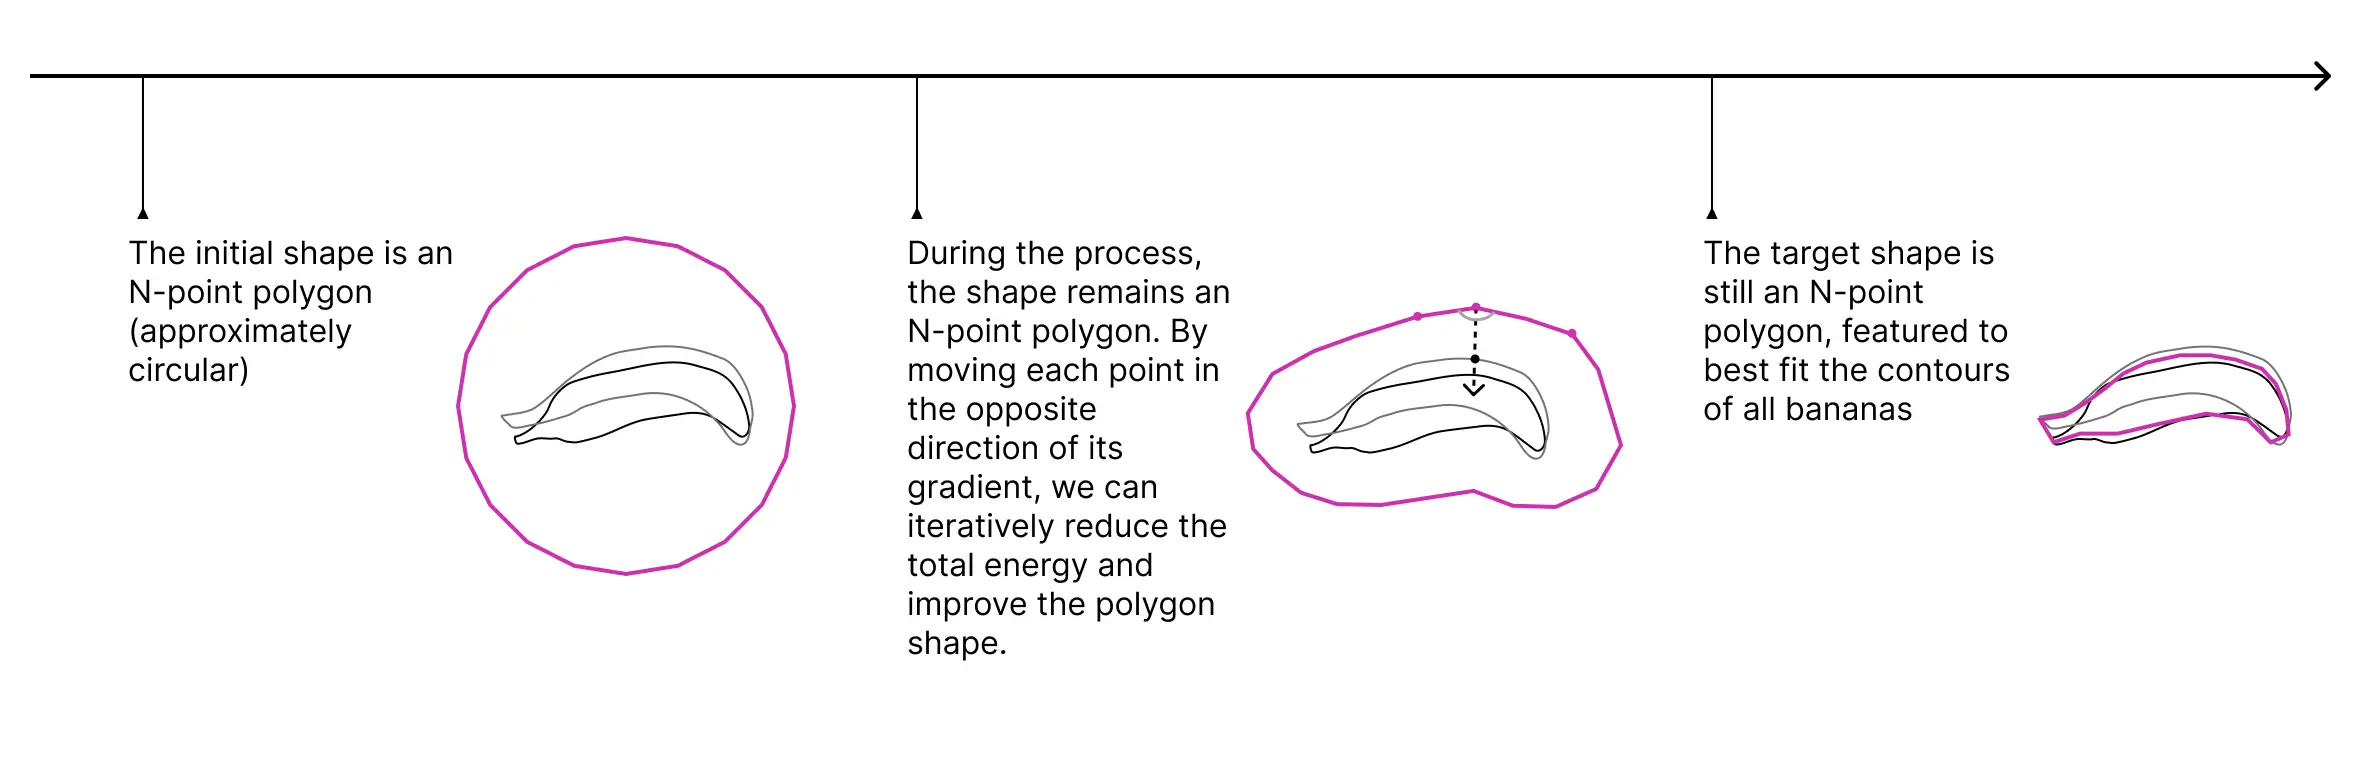 The initial shape is an
N-point polygon
(approximately
circular)
During the process,
the shape remains an
N-point polygon. By
moving each point in
the opposite
direction of its
gradient, we can
iteratively reduce the
total energy and
improve the polygon
shape.
The target shape is
still an N-point
polygon, featured to
best fit the contours
of all bananas